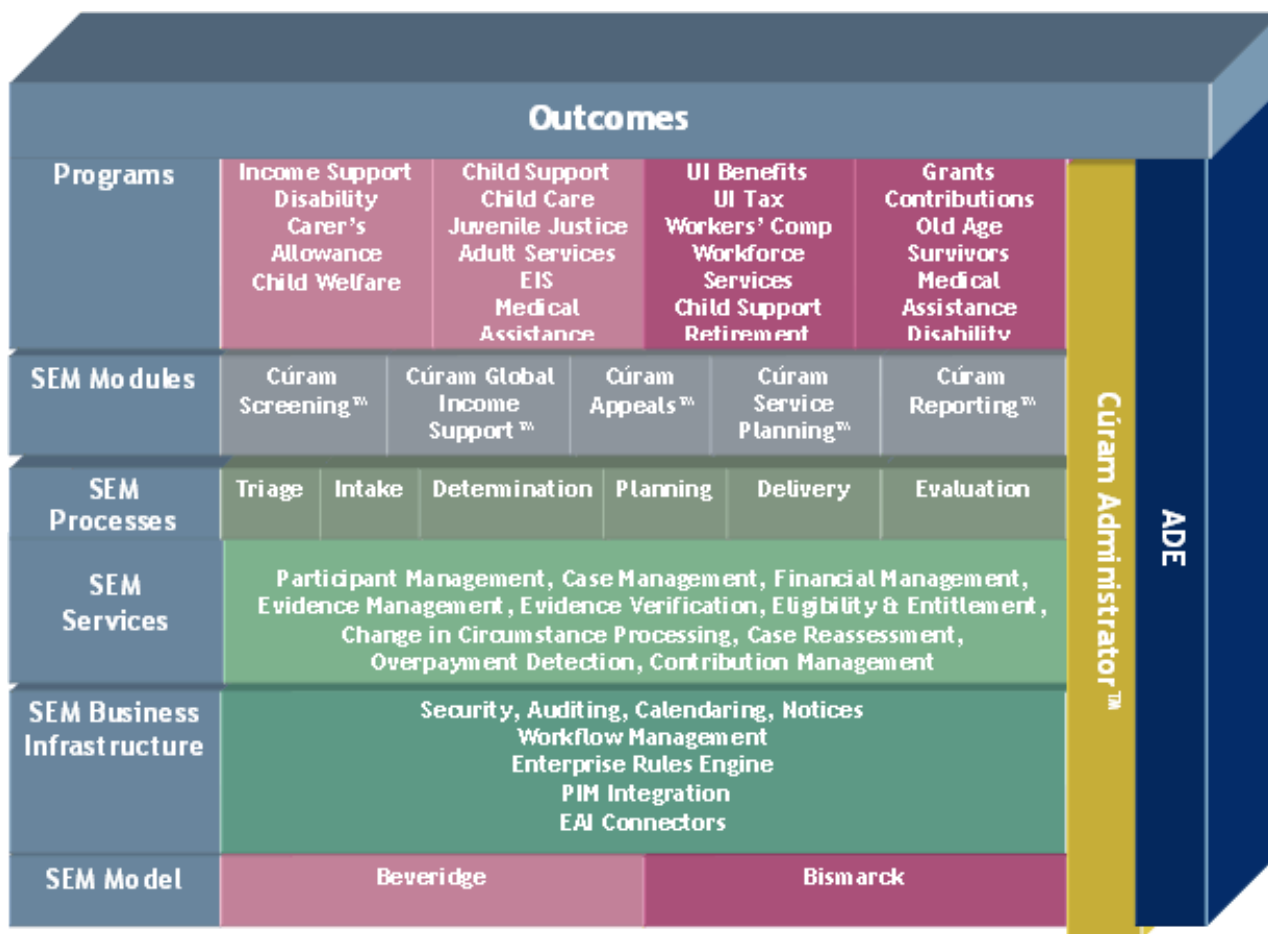 Outcomes
Programs
Income Support
Disability
Carer's
Allowance
Child Welfare
Child Support
Child Care
Juvenile Justice
Adult Services
EIS
Medical
Assistance
UI Benefits
UI Tax
Workers' Comp
Workforce
Services
Child Support
Retirement
Grants
Contributions
Old Age
Survivors
Medical
Assistance
Disability
SEM Modules
Cúram
Screening™
Cúram Global
Income
Support™
Cúram
Appeals™
Cúram
Service
Planning™
Cúram
Reporting™
SEM
Processes
Triage
Intake
Determination
Planning
Delivery
Evaluation
SEM
Services
Participant Management, Case Management, Financial Management,
Evidence Management, Evidence Verification, Eligibility & Entitlement,
Change in Circumstance Processing, Case Reassessment,
Overpayment Detection, Contribution Management
SEM Business
Infrastructure
Security, Auditing, Calendaring, Notices
Workflow Management
Enterprise Rules Engine
PIM Integration
EAI Connectors
SEM Model
Beveridge
Bismarck
Cúram Administrator™
ADE